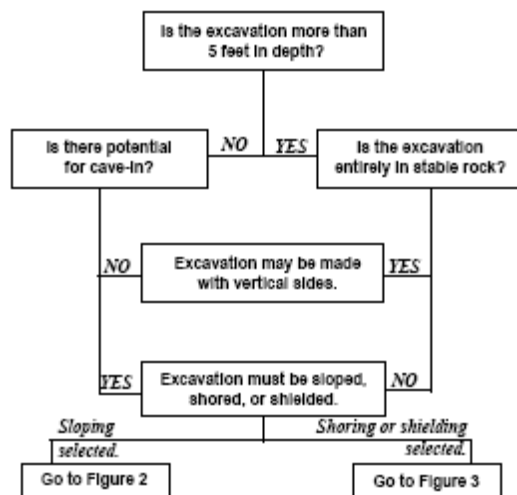 Is the excavation more than
5 feet in depth?
Is there potential
for cave-in?
NO
YES
Is the excavation
entirely in stable rock?
NO
Excavation may be made
with vertical sides.
YES
YES
Excavation must be sloped,
shored, or shielded.
NO
Sloping
selected.
Shoring or shielding
selected.
Go to Figure 2
Go to Figure 3